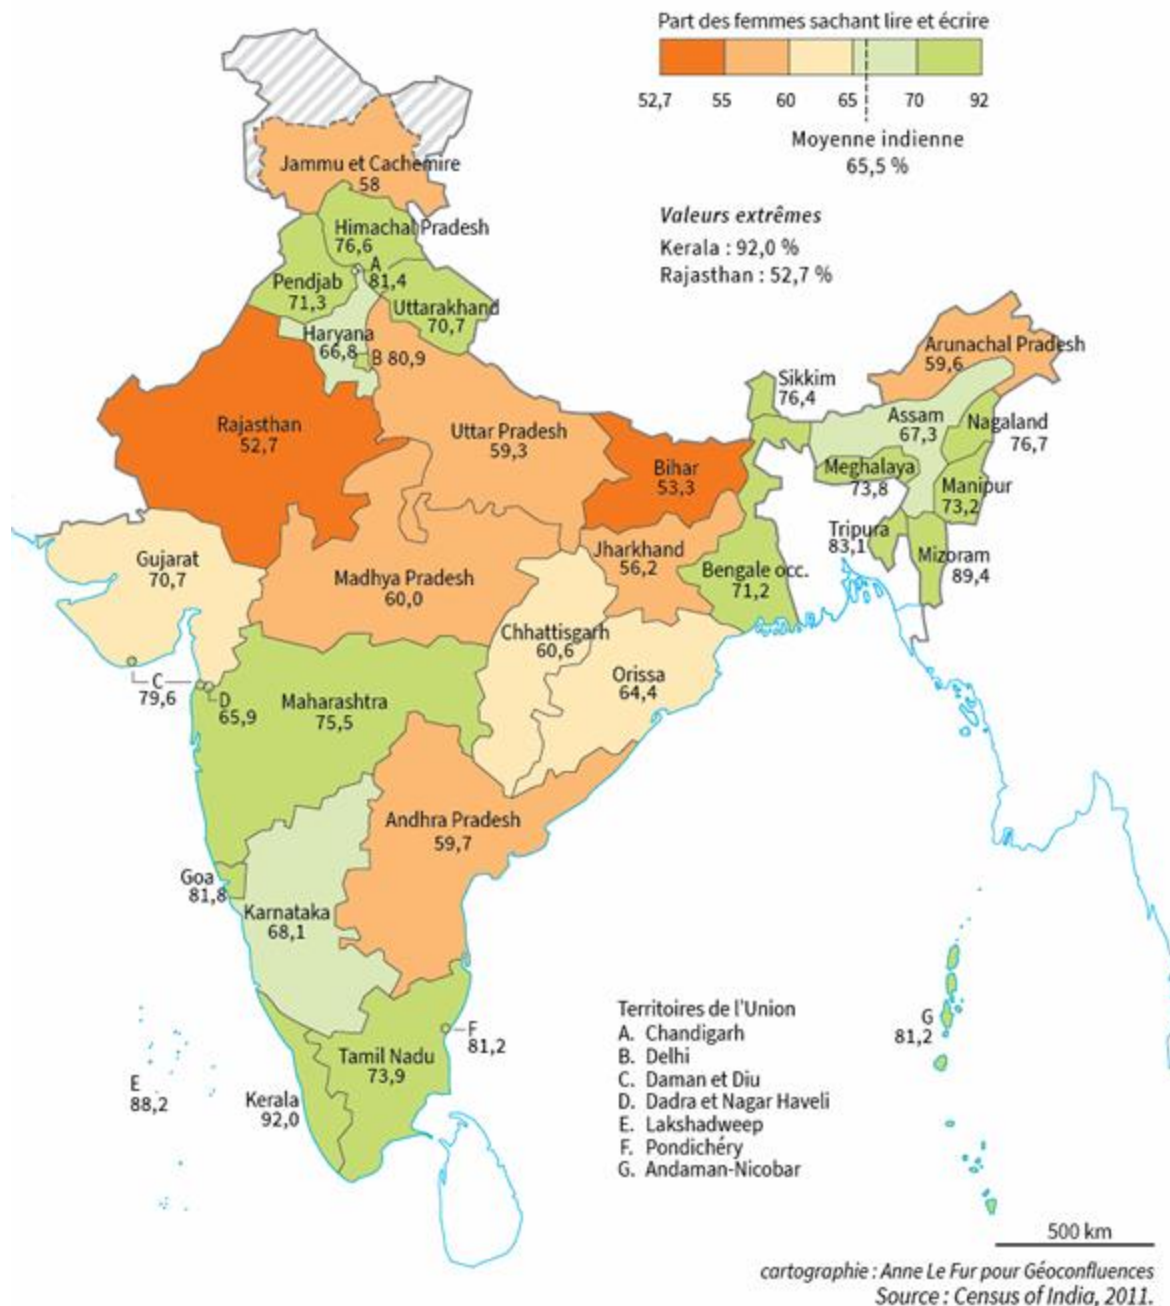 Part des femmes sachant lire et écrire
52,7 55 60 65 70 92
Moyenne indienne
65,5 %
Valeurs extrêmes
Kerala : 92,0 %
Rajasthan : 52,7 %
Jammu et Cachemire
58
Himachal Pradesh
76,6
A
81,4
Pendjab
71,3
Uttarakhand
70,7
Haryana
66,8
B 80,9
Rajasthan
52,7
Uttar Pradesh
59,3
Bihar
53,3
Sikkim
76,4
Arunachal Pradesh
59,6
Assam
67,3
Nagaland
76,7
Meghalaya
73,8
Manipur
73,2
Tripura
83,1
Mizoram
89,4
Gujarat
70,7
Madhya Pradesh
60,0
Jharkhand
56,2
Bengale occ.
71,2
Chhattisgarh
60,6
Orissa
64,4
C
79,6
D
65,9
Maharashtra
75,5
Andhra Pradesh
59,7
Goa
81,8
Karnataka
68,1
F
81,2
Tamil Nadu
73,9
Kerala
92,0
E
88,2
G
81,2
Territoires de l'Union
A. Chandigarh
B. Delhi
C. Daman et Diu
D. Dadra et Nagar Haveli
E. Lakshadweep
F. Pondichéry
G. Andaman-Nicobar
500 km
cartographie : Anne Le Fur pour Géoconfluences
Source : Census of India, 2011.